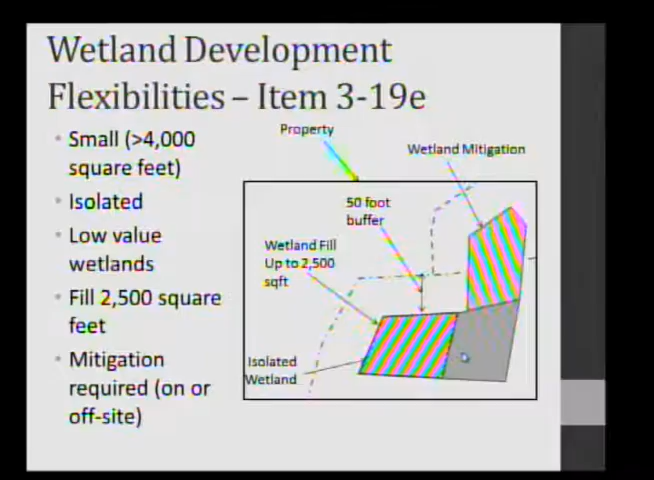 Wetland Development
Flexibilities – Item 3-19e
Small (>4,000
square feet)
Isolated
Low value
wetlands
Fill 2,500 square
feet
Mitigation
required (on or
off-site)
Property
Wetland Mitigation
50 foot
buffer
Wetland Fill
Up to 2,500
sqft
Isolated
Wetland